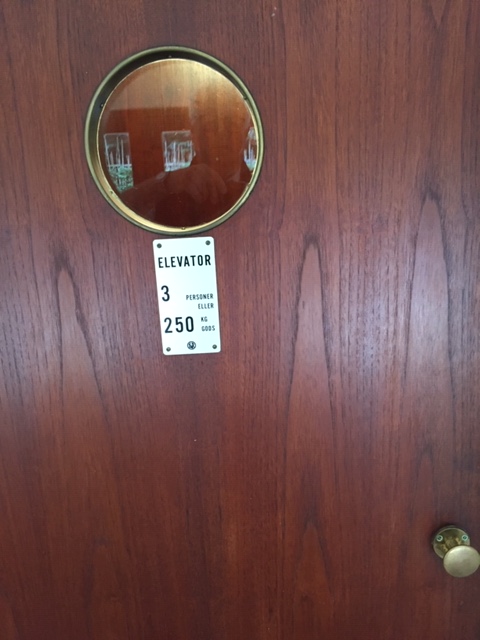 ELEVATOR
3 PERSONER
ELLER
250 KG
GODS